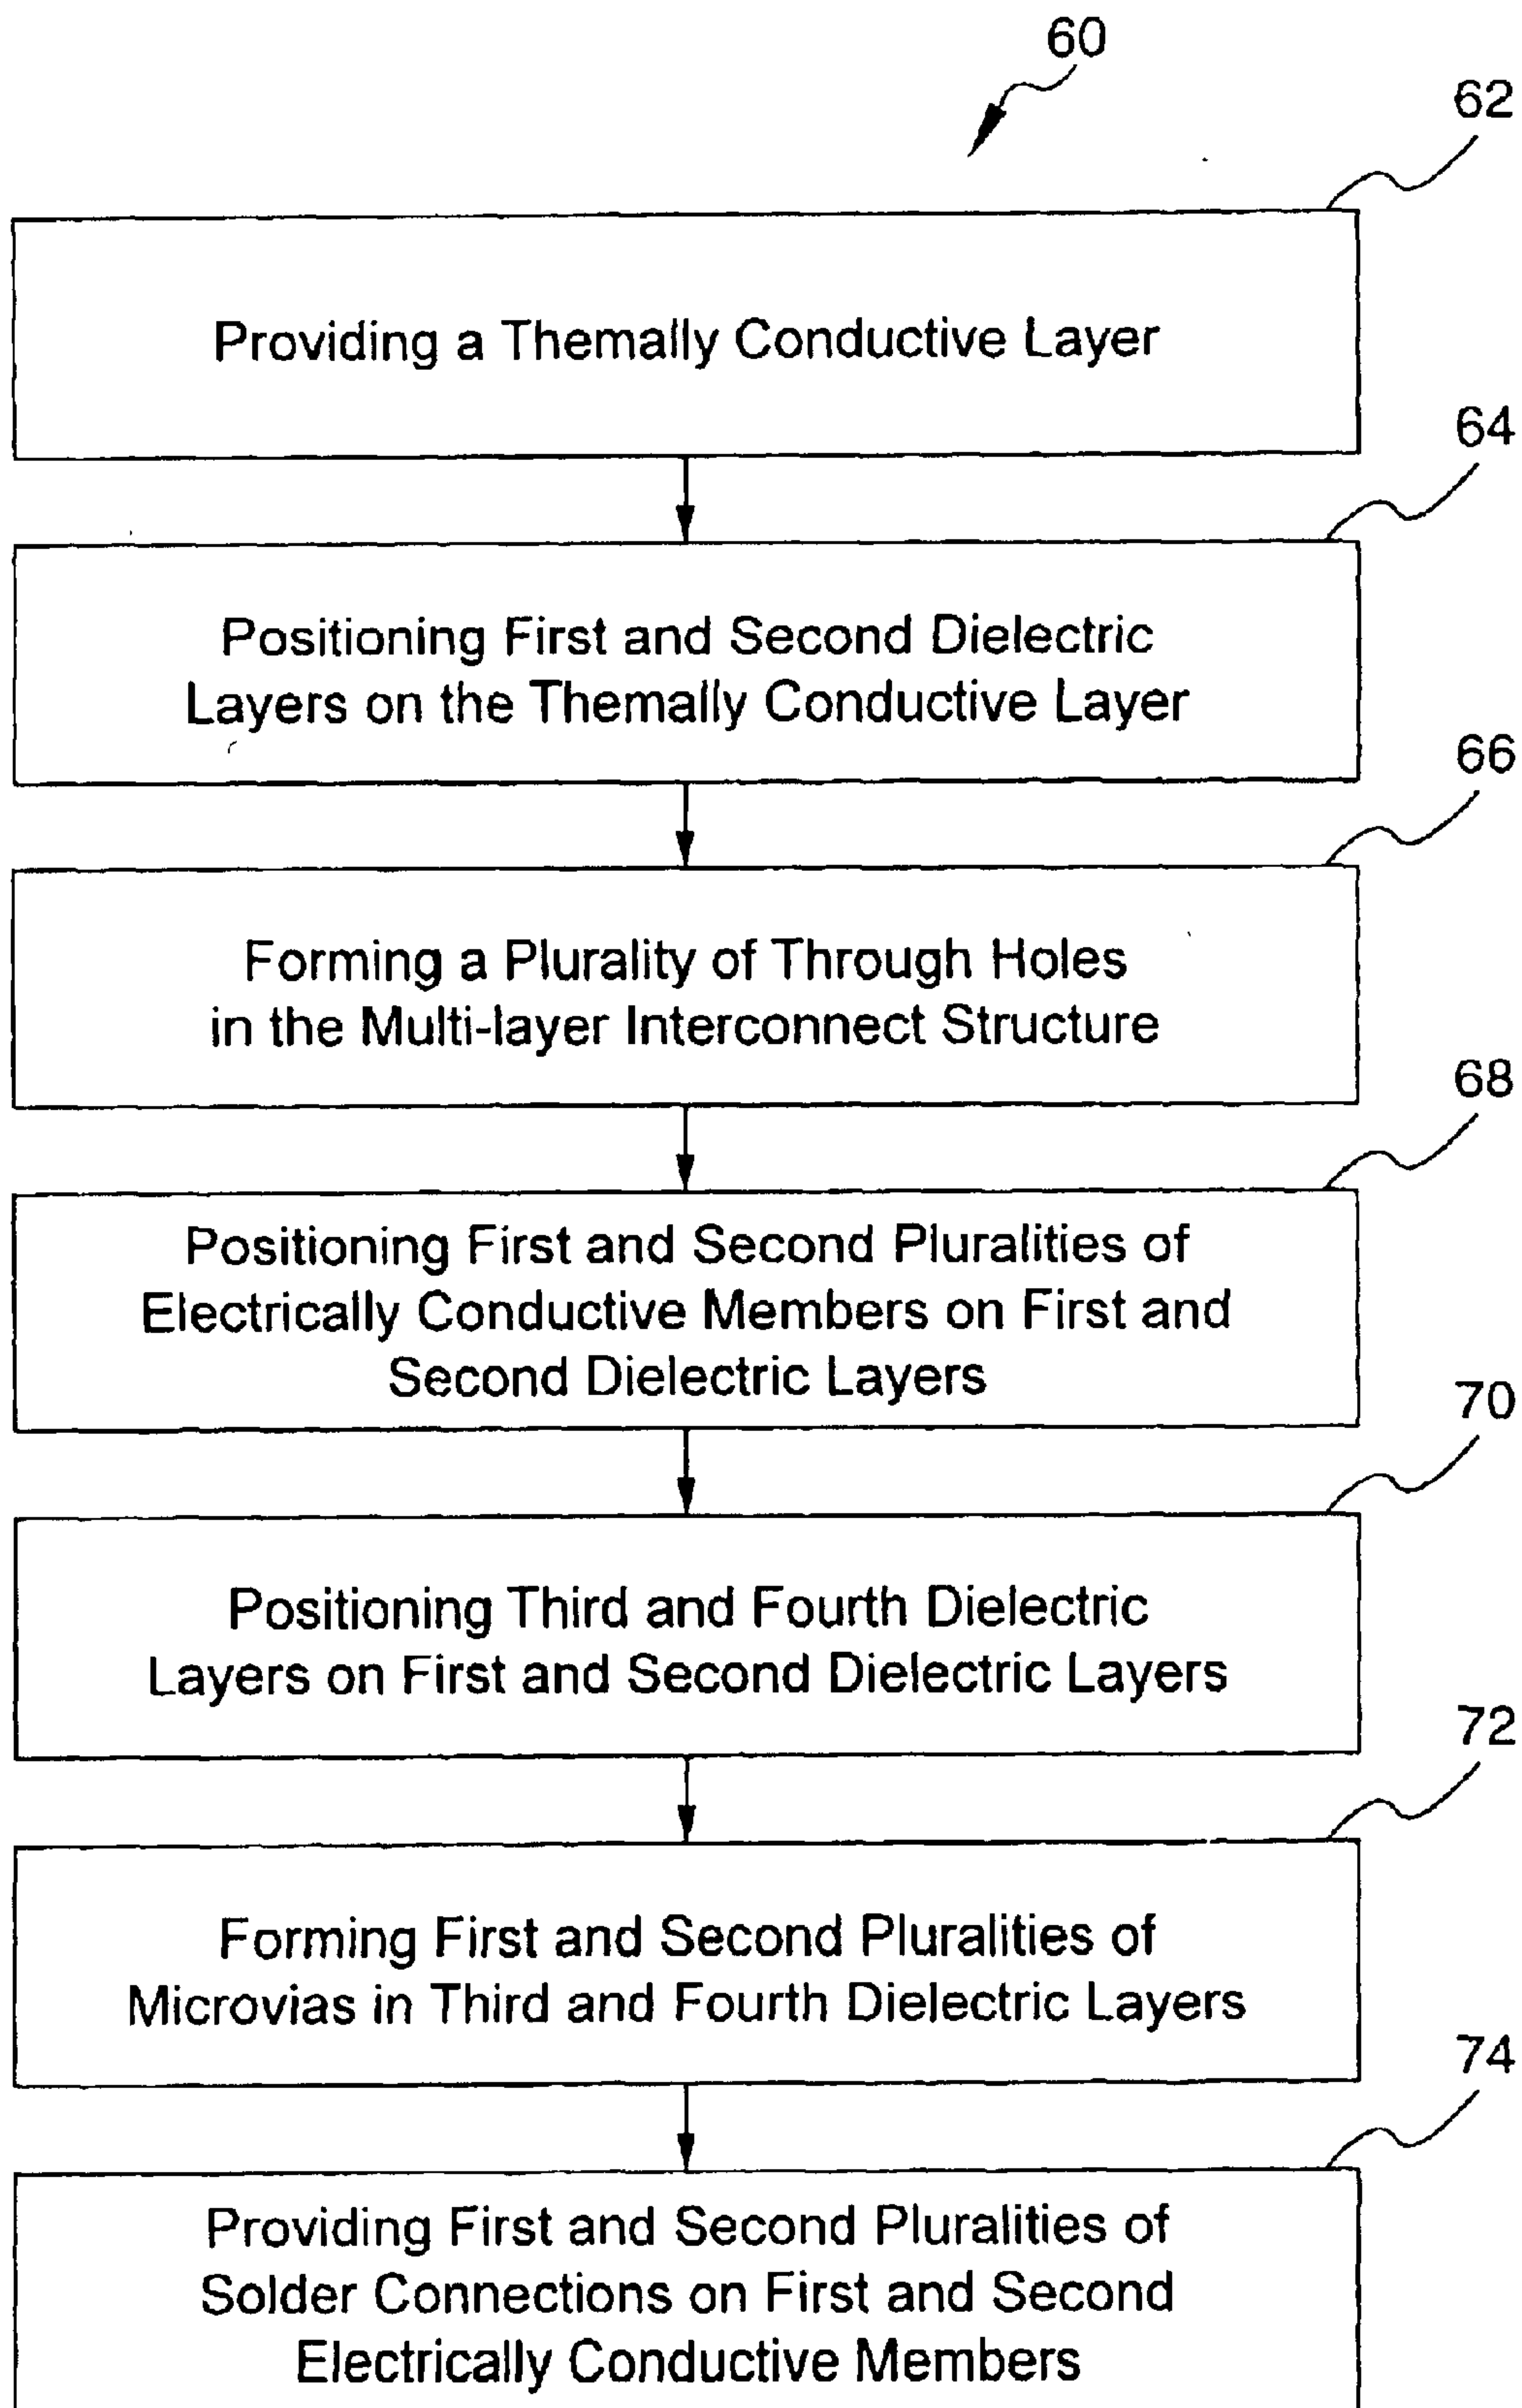 60
62
Providing a Themally Conductive Layer
64
Positioning First and Second Dielectric
Layers on the Themally Conductive Layer
66
Forming a Plurality of Through Holes
in the Multi-layer Interconnect Structure
68
Positioning First and Second Pluralities of
Electrically Conductive Members on First and
Second Dielectric Layers
70
Positioning Third and Fourth Dielectric
Layers on First and Second Dielectric Layers
72
Forming First and Second Pluralities of
Microvias in Third and Fourth Dielectric Layers
74
Providing First and Second Pluralities of
Solder Connections on First and Second
Electrically Conductive Members